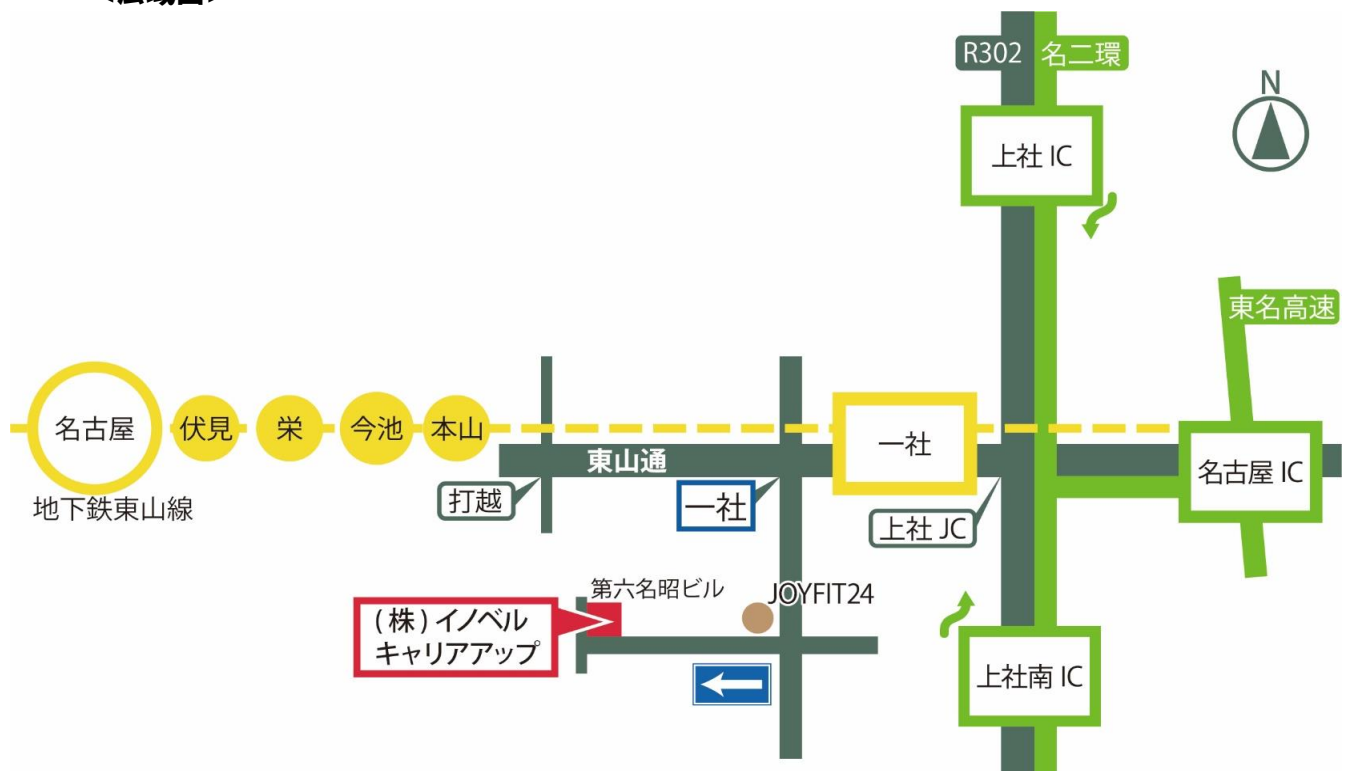 <広域図>
R302
名二環
N
上社 IC
東名高速
名古屋
伏見
栄
今池
本山
一社
東山通
名古屋 IC
地下鉄東山線
打越
一社
上社 JC
第六名昭ビル
JOYFIT24
(株)イノベル
キャリアアップ
上社南 IC